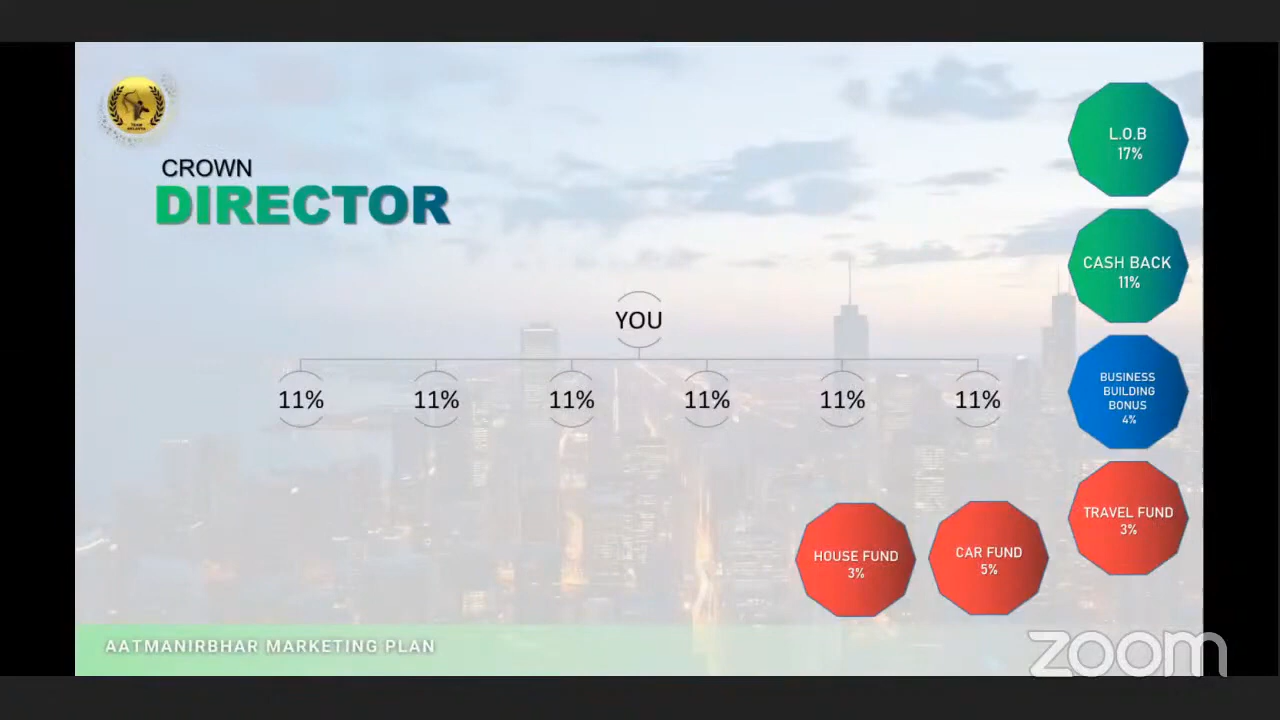 CROWN
DIRECTOR
YOU
11% 11% 11% 11% 11% 11%
L.O.B
17%
CASH BACK
11%
BUSINESS
BUILDING
BONUS
4%
TRAVEL FUND
3%
HOUSE FUND
3%
CAR FUND
5%
AATMANIRBHAR MARKETING PLAN
zoom